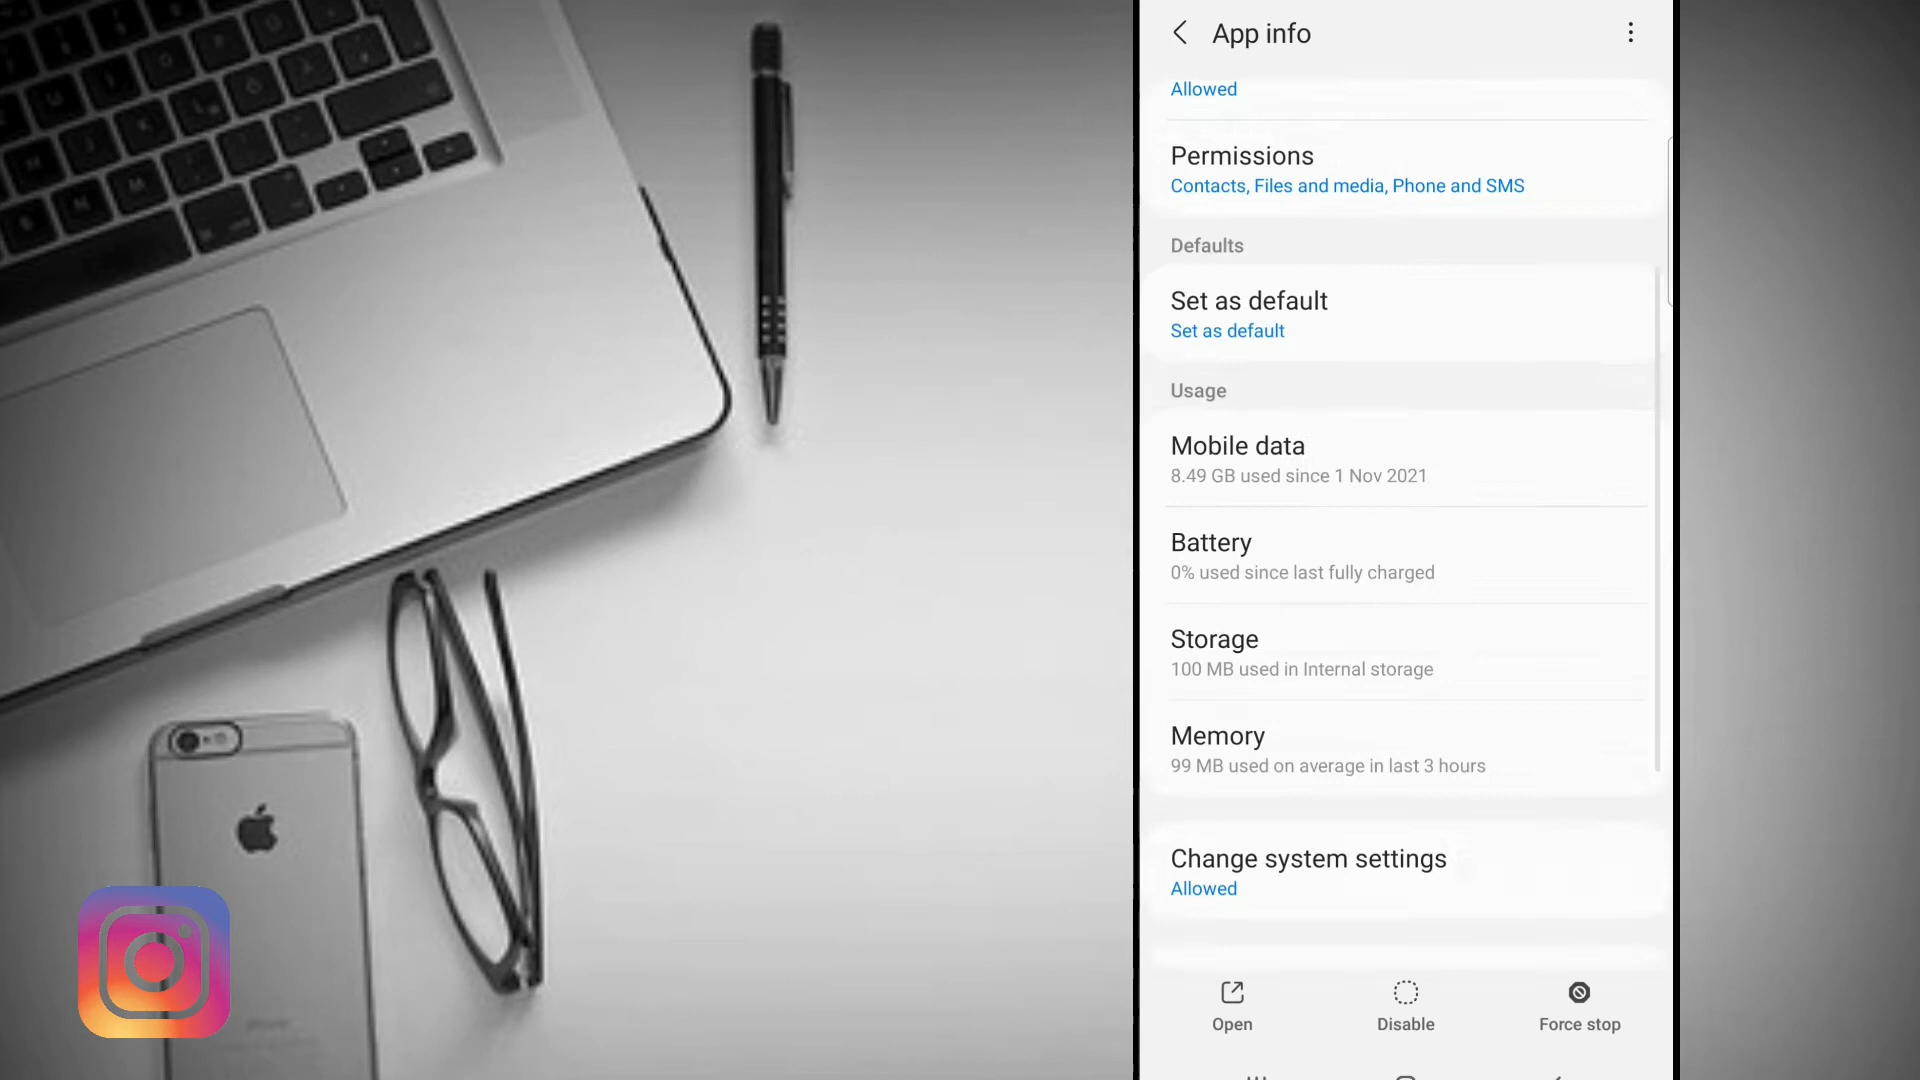 App info
Allowed
Permissions
Contacts, Files and media, Phone and SMS
Defaults
Set as default
Set as default
Usage
Mobile data
8.49 GB used since 1 Nov 2021
Battery
0% used since last fully charged
Storage
100 MB used in Internal storage
Memory
99 MB used on average in last 3 hours
Change system settings
Allowed
Open
Disable
Force stop